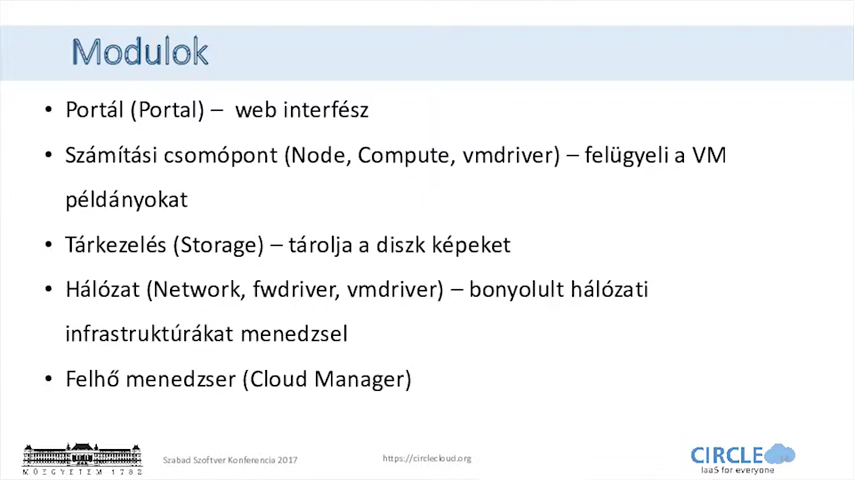 Modulok
• Portál (Portal) – web interfész
• Számítási csomópont (Node, Compute, vmdriver) – felügyeli a VM
példányokat
• Tárkezelés (Storage) – tárolja a diszk képeket
• Hálózat (Network, fwdriver, vmdriver) – bonyolult hálózati
infrastruktúrákat menedzsel
• Felhő menedzser (Cloud Manager)
MŰEGYETEM 1782
Szabad Szoftver Konferencia 2017
https://circlecloud.org
CIRCLE
IaaS for everyone